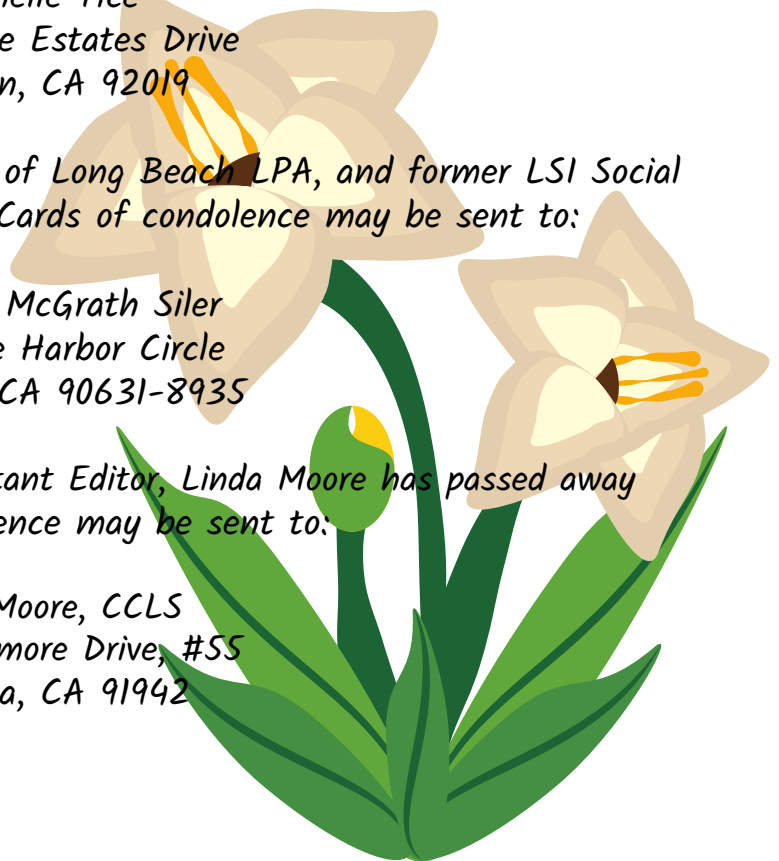 e Estates Drive
n, CA 92019
of Long Beach LPA, and former LSI Social
Cards of condolence may be sent to:
McGrath Siler
e Harbor Circle
CA 90631-8935
tant Editor, Linda Moore has passed away
ence may be sent to:
Moore, CCLS
more Drive, #55
a, CA 91942